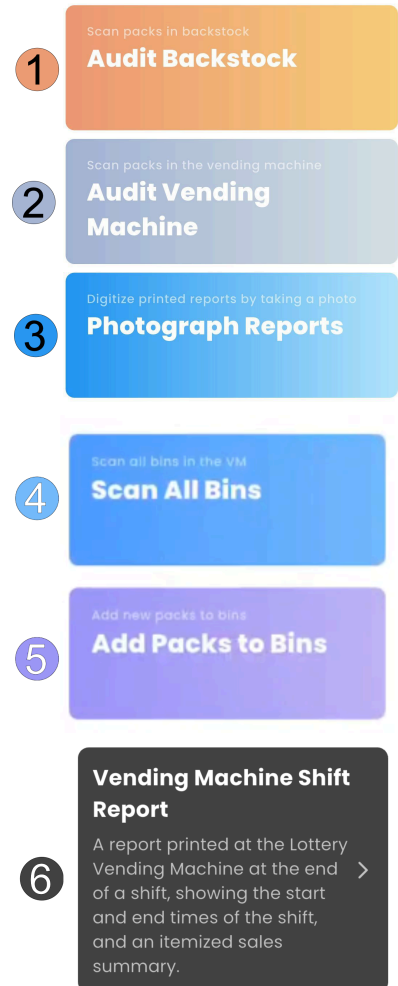 1
Scan packs in backstock
Audit Backstock
2
Scan packs in the vending machine
Audit Vending
Machine
3
Digitize printed reports by taking a photo
Photograph Reports
4
Scan all bins in the VM
Scan All Bins
5
Add new packs to bins
Add Packs to Bins
6
Vending Machine Shift
Report
A report printed at the Lottery
Vending Machine at the end
of a shift, showing the start
and end times of the shift,
and an itemized sales
summary.